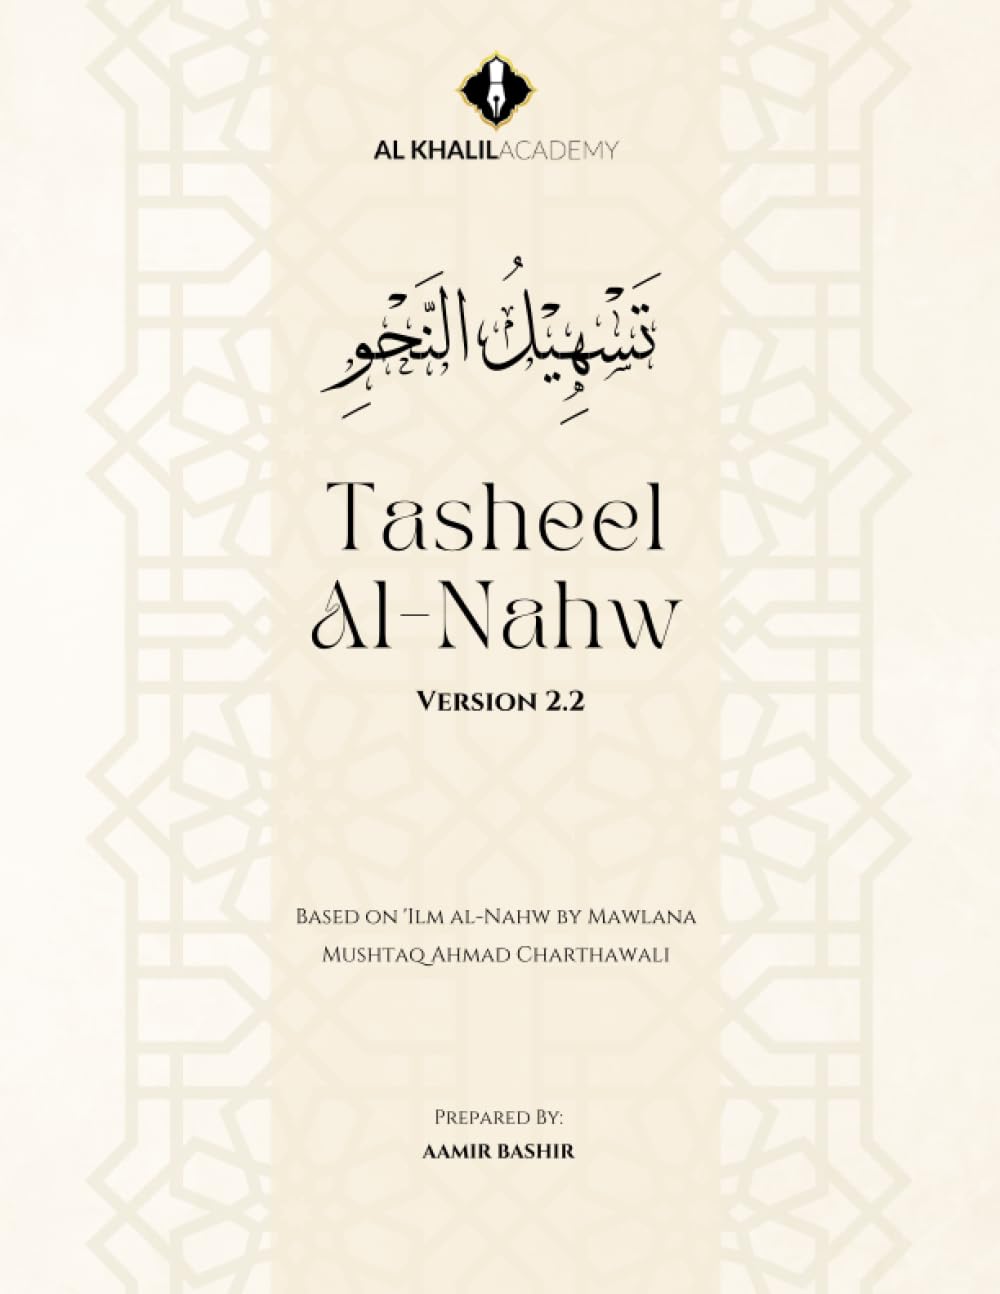 AL KHALILACADEMY
تَسْهِيْلُ النَّحْوِ
Tasheel
Al-Nahw
VERSION 2.2
BASED ON 'ILM AL-NAHW BY MAWLANA
MUSHTAQ AHMAD CHARTHAWALI
PREPARED BY:
AAMIR BASHIR